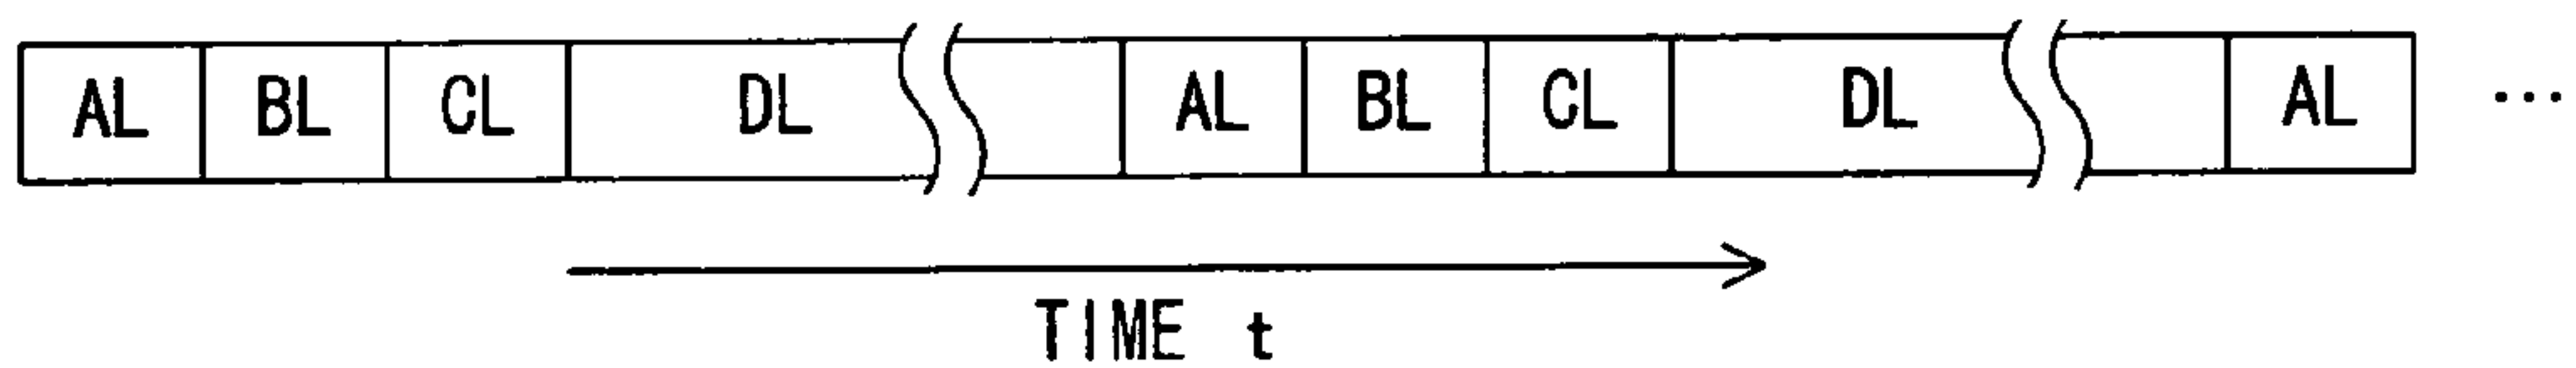 AL BL CL DL AL BL CL DL AL ...
TIME t